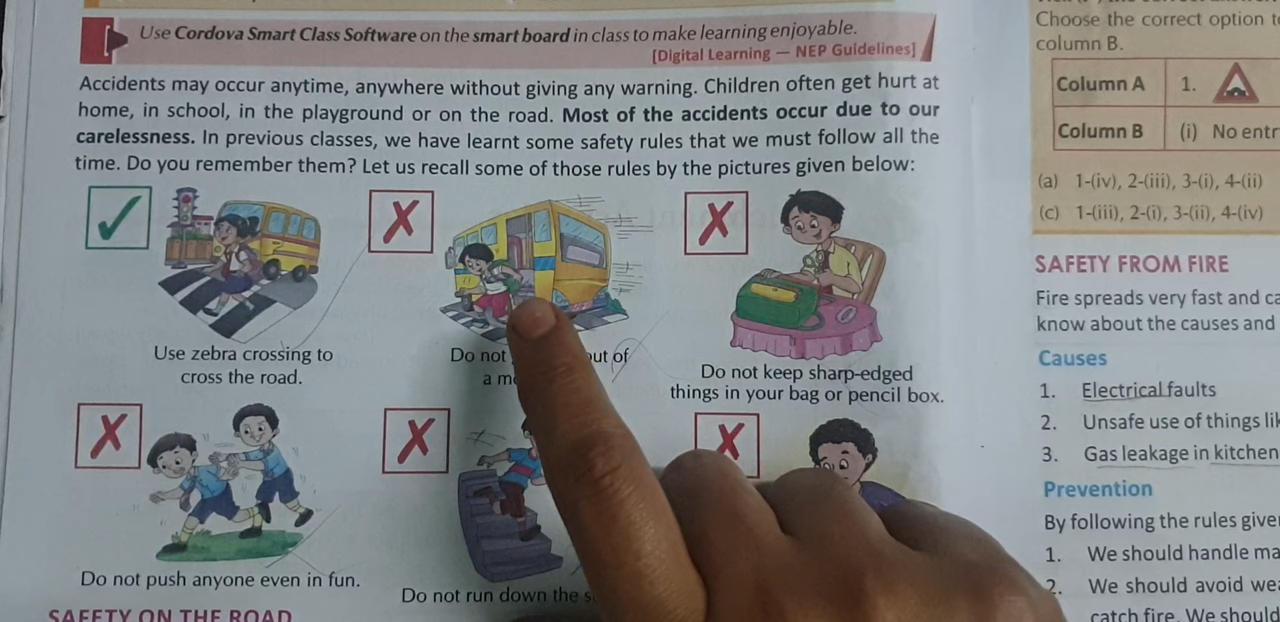 Use Cordova Smart Class Software on the smart board in class to make learning enjoyable.
[Digital Learning — NEP Guidelines]
Accidents may occur anytime, anywhere without giving any warning. Children often get hurt at
home, in school, in the playground or on the road. Most of the accidents occur due to our
carelessness. In previous classes, we have learnt some safety rules that we must follow all the
time. Do you remember them? Let us recall some of those rules by the pictures given below:
Use zebra crossing to
cross the road.
Do not out of
a
Do not keep sharp-edged
things in your bag or pencil box.
Do not push anyone even in fun.
Do not run down the
SAFETY ON THE ROAD
Choose the correct option
column B.
Column A 1.
Column B (i) No
(a) 1-(iv), 2-(iii), 3-(i), 4-(ii)
(c) 1-(iii), 2-(i), 3-(ii), 4-(iv)
SAFETY FROM FIRE
Fire spreads very fast and
know about the causes and
Causes
1. Electrical faults
2. Unsafe use of things
3. Gas leakage in kitchen
Prevention
By following the rules
1. We should handle
2. We should avoid
catch fire. We should